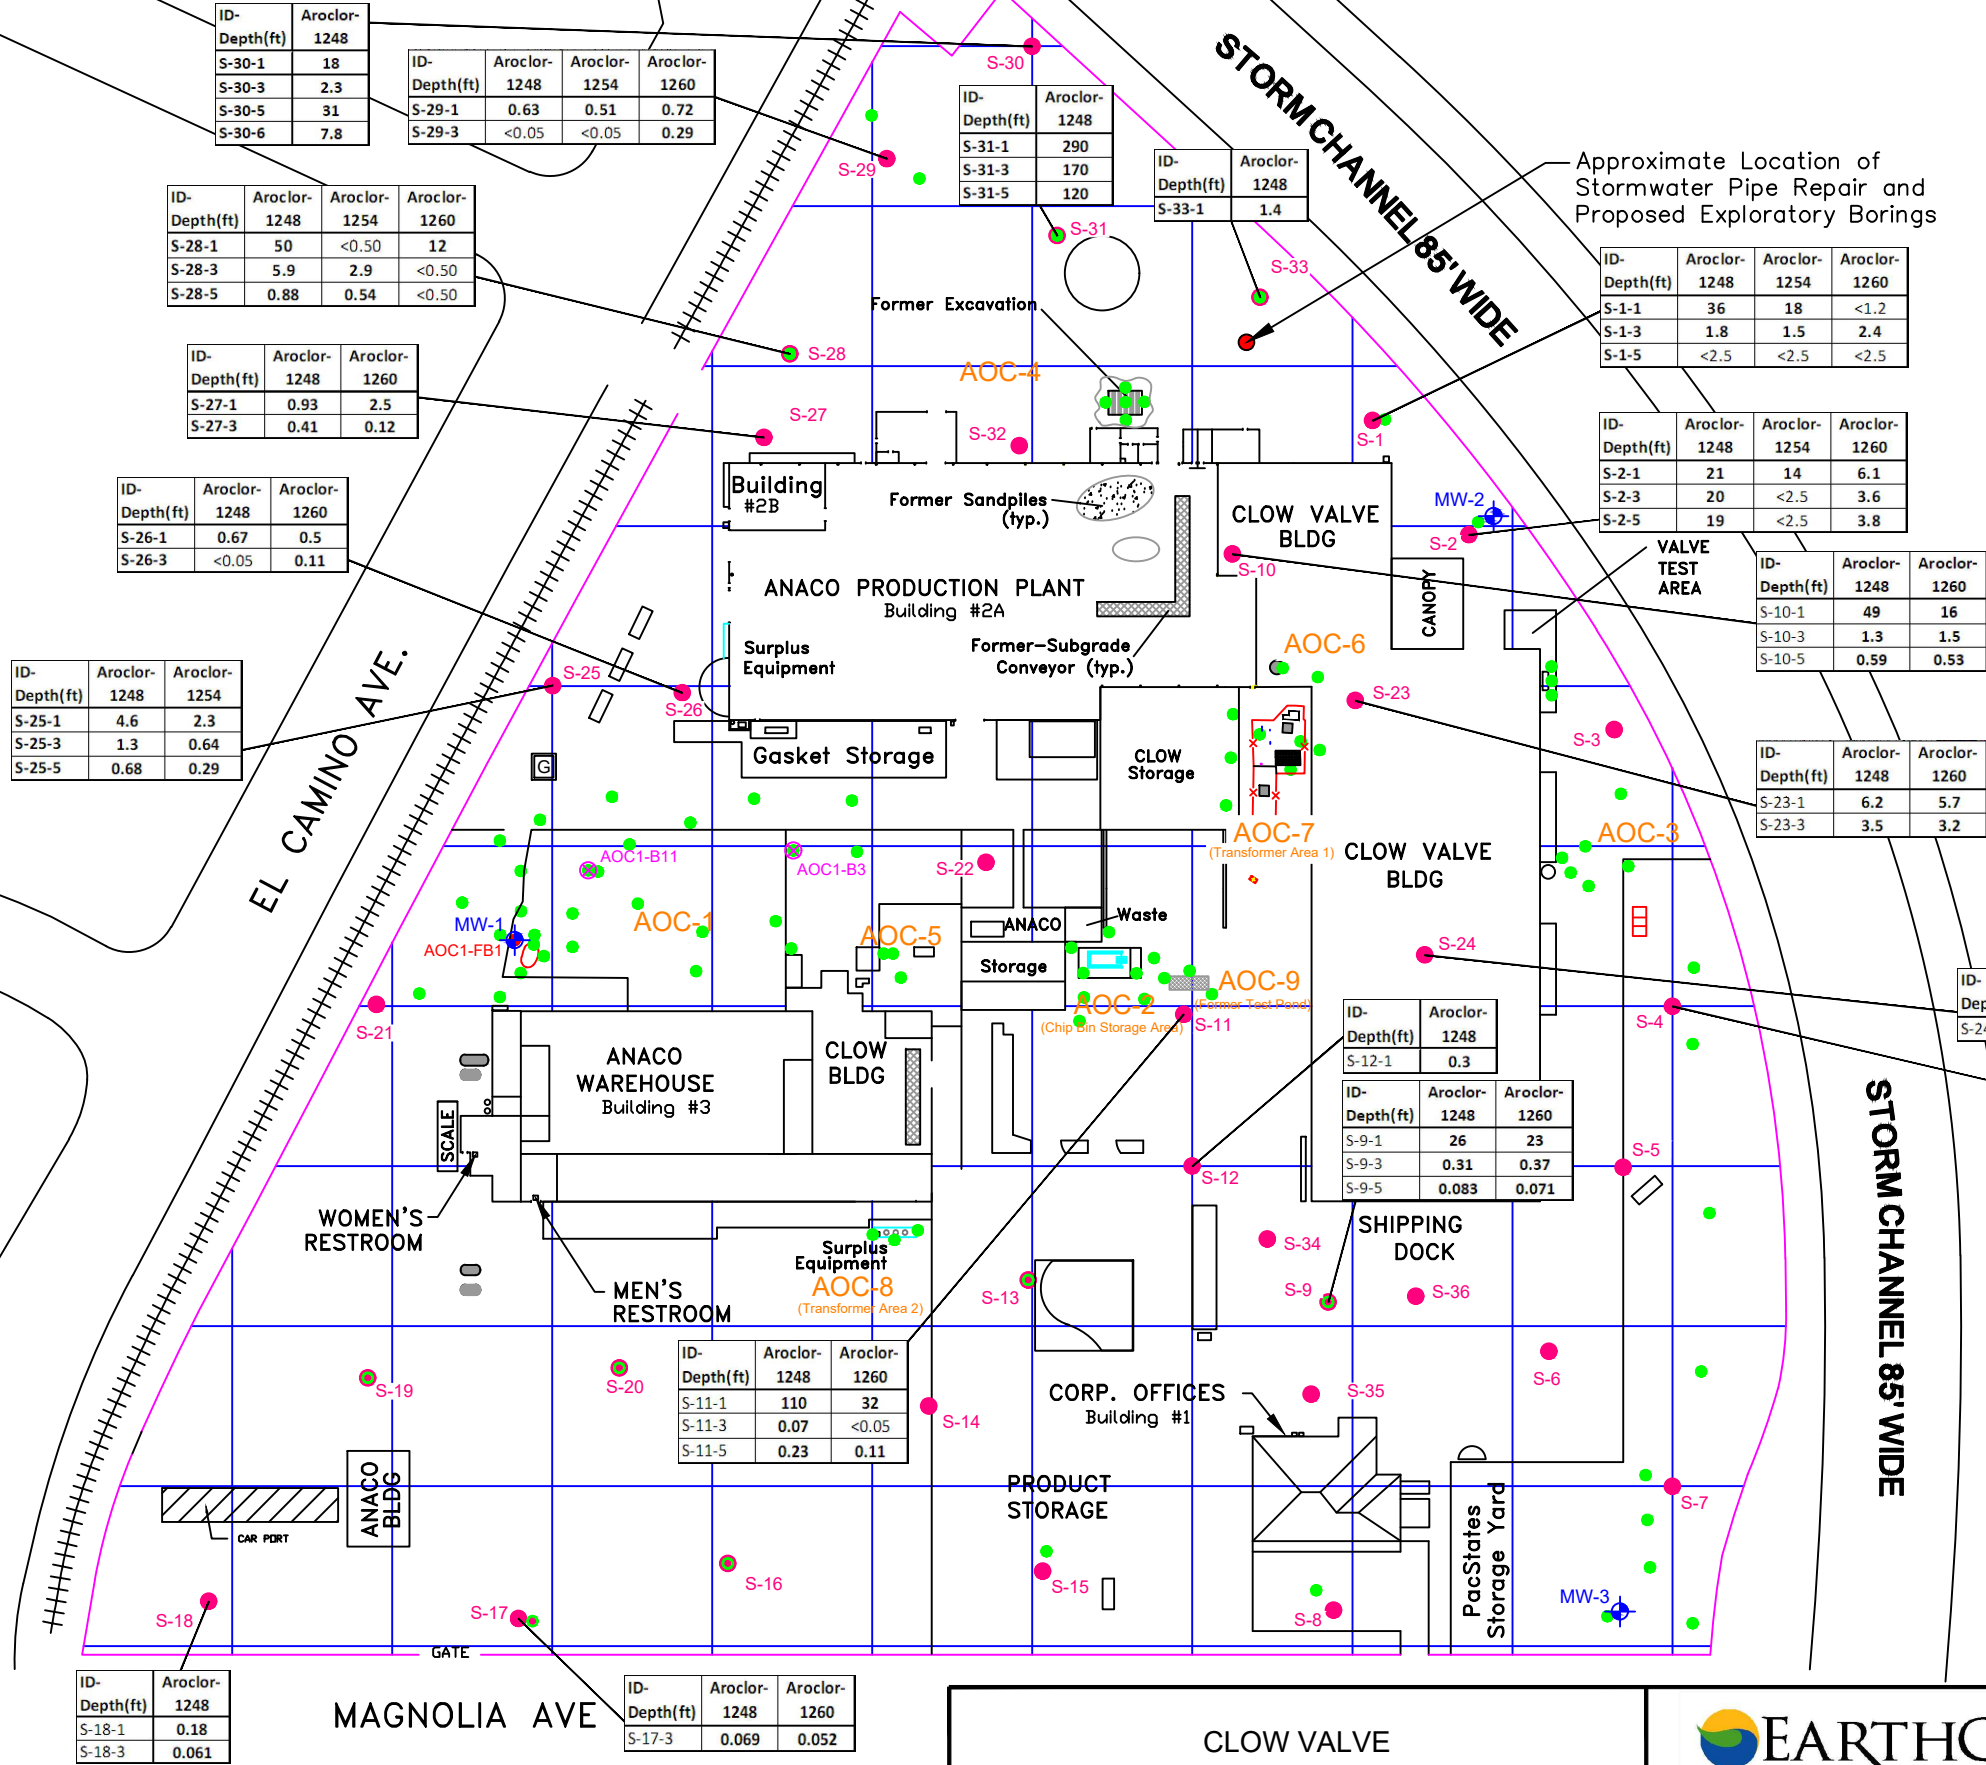 ID- Aroclor-
Depth(ft) 1248
S-30-1 18
S-30-3 2.3
S-30-5 31
S-30-6 7.8
ID- Aroclor- Aroclor- Aroclor-
Depth(ft) 1248 1254 1260
S-29-1 0.63 0.51 0.72
S-29-3 <0.05 <0.05 0.29
S-30
S-29
ID- Aroclor-
Depth(ft) 1248
S-31-1 290
S-31-3 170
S-31-5 120
S-31
ID- Aroclor-
Depth(ft) 1248
S-33-1 1.4
S-33
STORM CHANNEL 85' WIDE
Approximate Location of
Stormwater Pipe Repair and
Proposed Exploratory Borings
ID- Aroclor- Aroclor- Aroclor-
Depth(ft) 1248 1254 1260
S-28-1 50 <0.50 12
S-28-3 5.9 2.9 <0.50
S-28-5 0.88 0.54 <0.50
S-28
Former Excavation
AOC-4
ID- Aroclor- Aroclor- Aroclor-
Depth(ft) 1248 1254 1260
S-1-1 36 18 <1.2
S-1-3 1.8 1.5 2.4
S-1-5 <2.5 <2.5 <2.5
S-1
ID- Aroclor- Aroclor-
Depth(ft) 1248 1260
S-27-1 0.93 2.5
S-27-3 0.41 0.12
S-27
S-32
ID- Aroclor- Aroclor- Aroclor-
Depth(ft) 1248 1254 1260
S-2-1 21 14 6.1
S-2-3 20 <2.5 3.6
S-2-5 19 <2.5 3.8
MW-2
S-2
ID- Aroclor- Aroclor-
Depth(ft) 1248 1260
S-26-1 0.67 0.5
S-26-3 <0.05 0.11
Building
#2B
Former Sandpiles
(typ.)
CLOW VALVE
BLDG
S-10
CANOPY
VALVE
TEST
AREA
ID- Aroclor- Aroclor-
Depth(ft) 1248 1260
S-10-1 49 16
S-10-3 1.3 1.5
S-10-5 0.59 0.53
ANACO PRODUCTION PLANT
Building #2A
Surplus
Equipment
Former-Subgrade
Conveyor (typ.)
AOC-6
ID- Aroclor- Aroclor-
Depth(ft) 1248 1254
S-25-1 4.6 2.3
S-25-3 1.3 0.64
S-25-5 0.68 0.29
S-25
S-26
S-23
S-3
ID- Aroclor- Aroclor-
Depth(ft) 1248 1260
S-23-1 6.2 5.7
S-23-3 3.5 3.2
EL CAMINO AVE.
G
Gasket Storage
CLOW
Storage
AOC-7
(Transformer Area 1)
CLOW VALVE
BLDG
AOC-3
AOC1-B11
AOC1-B3
S-22
MW-1
AOC1-FB1
AOC-1
AOC-5
ANACO
Storage
Waste
S-24
AOC-9
(Former Test Pond)
AOC-2
(Chip Bin Storage Area)
S-11
S-21
S-4
ID-
Dep
S-24
ID- Aroclor-
Depth(ft) 1248
S-12-1 0.3
ANACO
WAREHOUSE
Building #3
CLOW
BLDG
SCALE
ID- Aroclor- Aroclor-
Depth(ft) 1248 1260
S-9-1 26 23
S-9-3 0.31 0.37
S-9-5 0.083 0.071
S-12
S-5
STORM CHANNEL 85' WIDE
WOMEN'S
RESTROOM
MEN'S
RESTROOM
Surplus
Equipment
AOC-8
(Transformer Area 2)
S-34
SHIPPING
DOCK
S-13
S-9
S-36
S-19
S-20
ID- Aroclor- Aroclor-
Depth(ft) 1248 1260
S-11-1 110 32
S-11-3 0.07 <0.05
S-11-5 0.23 0.11
S-14
CORP. OFFICES
Building #1
S-35
S-6
ANACO
BLDG
CAR PORT
PRODUCT
STORAGE
S-7
PacStates
Storage Yard
S-18
S-17
S-16
S-15
S-8
MW-3
GATE
ID- Aroclor-
Depth(ft) 1248
S-18-1 0.18
S-18-3 0.061
MAGNOLIA AVE
ID- Aroclor- Aroclor-
Depth(ft) 1248 1260
S-17-3 0.069 0.052
CLOW VALVE
EARTHC